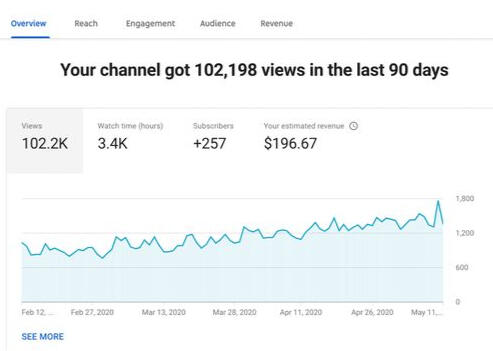 Overview Reach Engagement Audience Revenue
Your channel got 102,198 views in the last 90 days
Views Watch time (hours) Subscribers Your estimated revenue
102.2K 3.4K +257 $196.67
1,800
1,200
600
0
Feb 12, ... Feb 27, 2020 Mar 13, 2020 Mar 28, 2020 Apr 11, 2020 Apr 26, 2020 May 11,...
SEE MORE